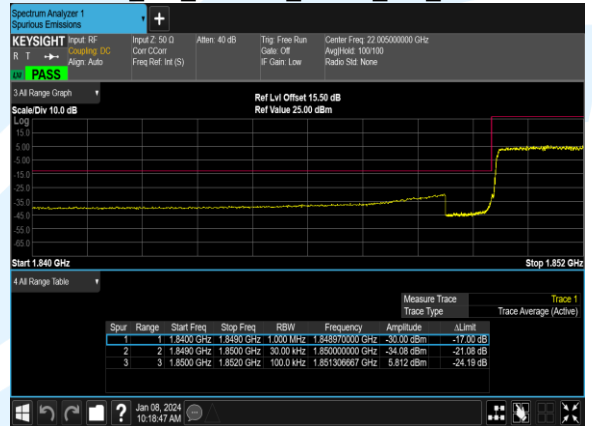 Spectrum Analyzer 1
Spurious Emissions
+
KEYSIGHT Input: RF Input Z: 50 Ω Atten: 40 dB Trig: Free Run Center Freq: 22.005000000 GHz
R T Coupling: DC Corr CCorr Gate: Off Avg|Hold: 100/100
Align: Auto Freq Ref: Int (S) IF Gain: Low Radio Std: None
PASS
3 All Range Graph
Ref Lvl Offset 15.50 dB
Scale/Div 10.0 dB Ref Value 25.00 dBm
Log
15.0
5.00
-5.00
-15.0
-25.0
-35.0
-45.0
-55.0
-65.0
Start 1.840 GHz Stop 1.852 GHz
4 All Range Table
Measure Trace Trace 1
Trace Type Trace Average (Active)
Spur Range Start Freq Stop Freq RBW Frequency Amplitude ΔLimit
1 1 1.8400 GHz 1.8490 GHz 1.000 MHz 1.848970000 GHz -30.00 dBm -17.00 dB
2 2 1.8490 GHz 1.8500 GHz 30.00 kHz 1.850000000 GHz -34.08 dBm -21.08 dB
3 3 1.8500 GHz 1.8520 GHz 100.0 kHz 1.851306667 GHz 5.812 dBm -24.19 dB
? Jan 08, 2024
10:18:47 AM